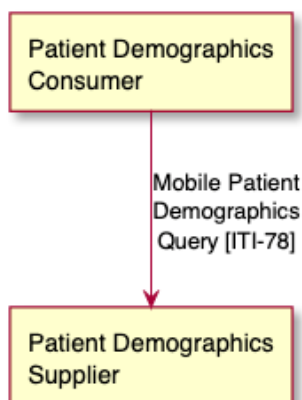 Patient Demographics
Consumer
Mobile Patient
Demographics
Query [ITI-78]
Patient Demographics
Supplier